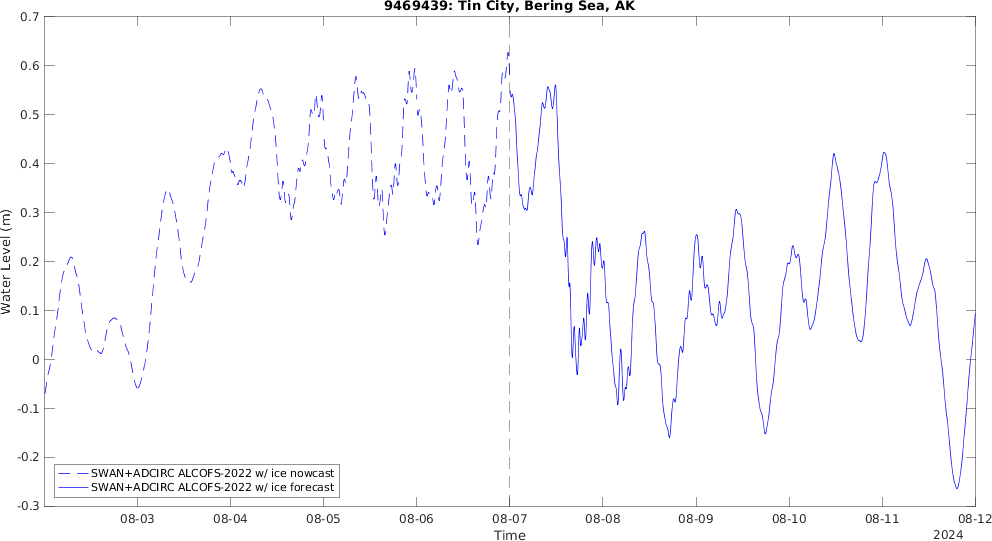 9469439: Tin City, Bering Sea, AK
0.7
0.6
0.5
0.4
0.3
0.2
0.1
0
-0.1
-0.2
-0.3
Water Level (m)
SWAN+ADCIRC ALCOFS-2022 w/ ice nowcast
SWAN+ADCIRC ALCOFS-2022 w/ ice forecast
08-03 08-04 08-05 08-06 08-07 08-08 08-09 08-10 08-11 08-12
Time
2024